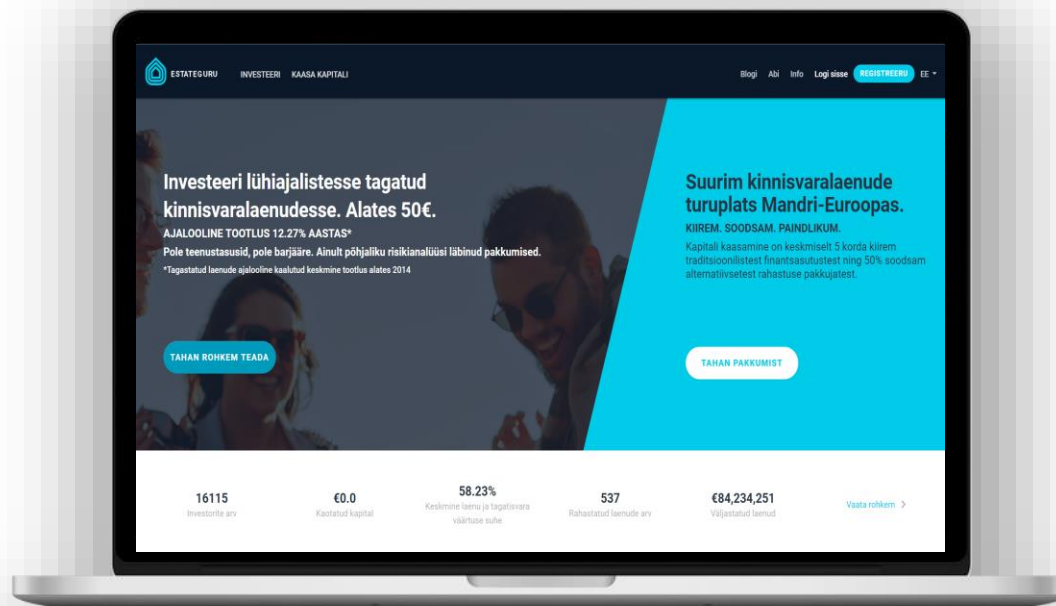 ESTATEGURU INVESTEERI KAASA KAPITALI Blogi Abi Info Logi sisse REGISTREERU EE
Investeeri lühiajalistesse tagatud
kinnisvaralaenudesse. Alates 50€.
AJALOOLINE TOOTLUS 12.27% AASTAS*
Pole teenustasusid, pole barjääre. Ainult põhjaliku risikianalüüsi läbinud pakkumised.
*Tagastatud laenude ajalooline kaalutud keskmine tootlus alates 2014
TAHAN ROHKEM TEADA
Suurim kinnisvaralaenude
turuplats Mandri-Euroopas.
KIIREM. SOODSAM. PAINDLIKUM.
Kapitali kaasamine on keskmiselt 5 korda kiirem
traditsioonilistest finantsasutustest ning 50% soodsam
alternatiivsetest rahastuse pakkujatest.
TAHAN PAKKUMIST
16115
Investorite arv
€0.0
Kaotatud kapital
58.23%
Keskmine laenu ja tagatisvara
väärtuse suhe
537
Rahastatud laenude arv
€84,234,251
Väljastatud laenud
Vaata rohkem